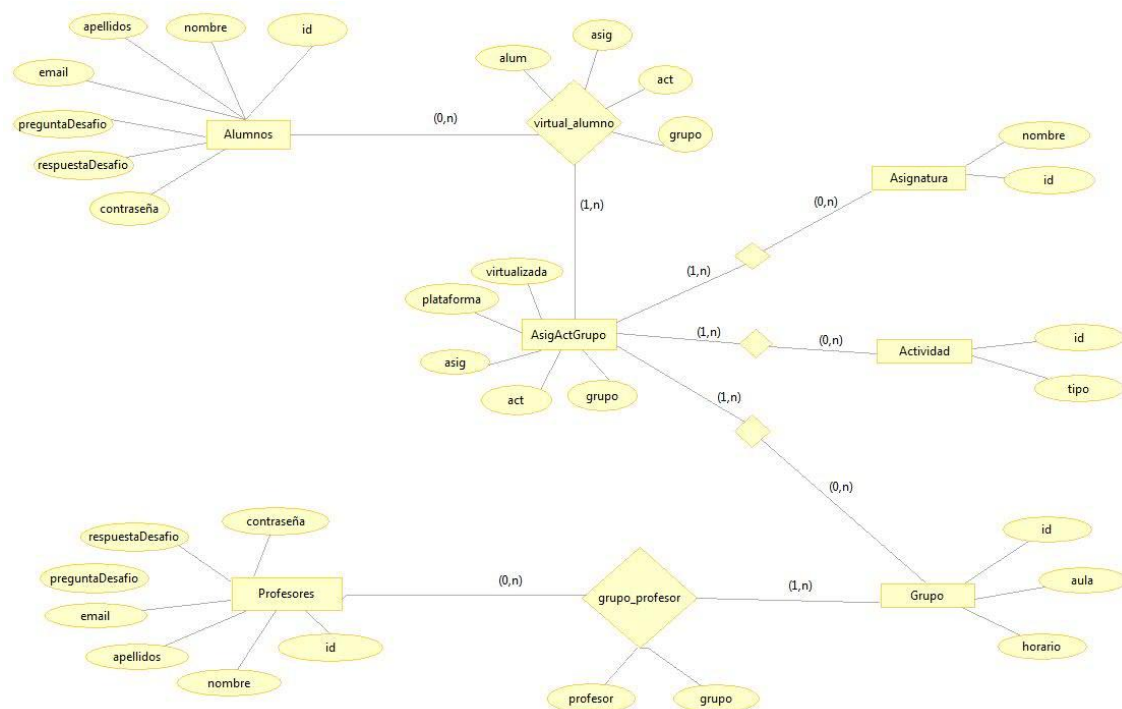 apellidos
nombre
id
email
preguntaDesafio
respuestaDesafio
contraseña
Alumnos
(0,n)
alum
asig
act
grupo
virtual_alumno
(1,n)
nombre
id
Asignatura
(0,n)
(1,n)
virtualizada
plataforma
asig
act
grupo
AsigActGrupo
(1,n)
(0,n)
Actividad
id
tipo
(1,n)
(0,n)
contraseña
respuestaDesafio
preguntaDesafio
email
apellidos
nombre
id
Profesores
(0,n)
grupo_profesor
profesor
grupo
(1,n)
Grupo
id
aula
horario